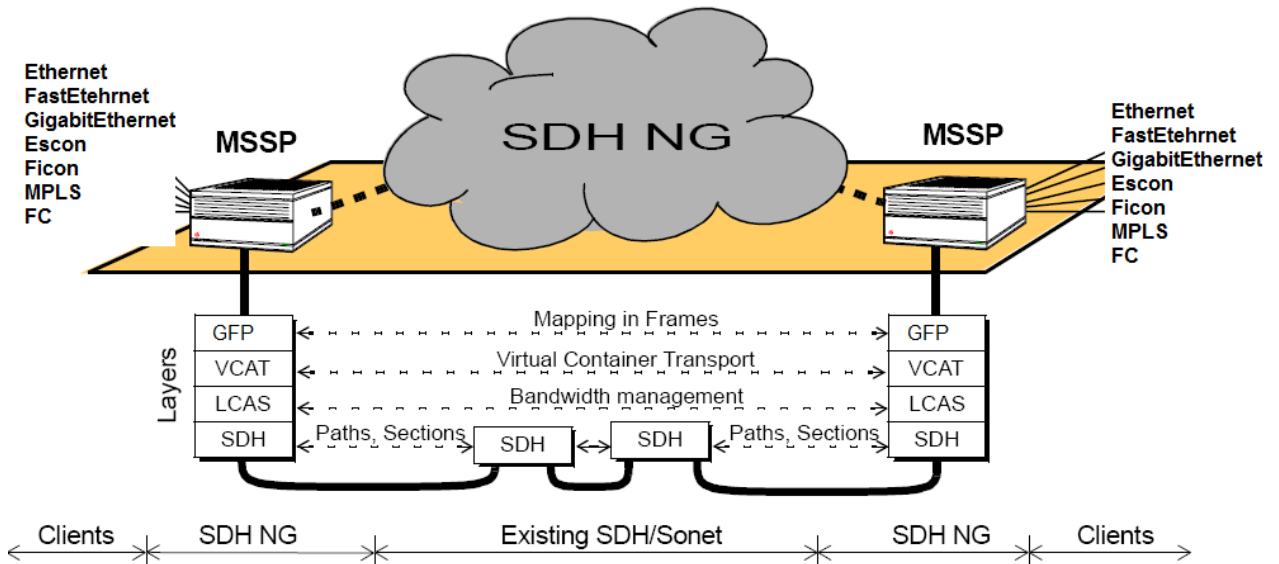 Ethernet
FastEtehrnet
GigabitEthernet
Escon
Ficon
MPLS
FC
MSSP
SDH NG
MSSP
Ethernet
FastEtehrnet
GigabitEthernet
Escon
Ficon
MPLS
FC
Layers
GFP
Mapping in Frames
GFP
VCAT
Virtual Container Transport
VCAT
LCAS
Bandwidth management
LCAS
SDH
Paths, Sections
SDH
SDH
Paths, Sections
SDH
Clients
SDH NG
Existing SDH/Sonet
SDH NG
Clients